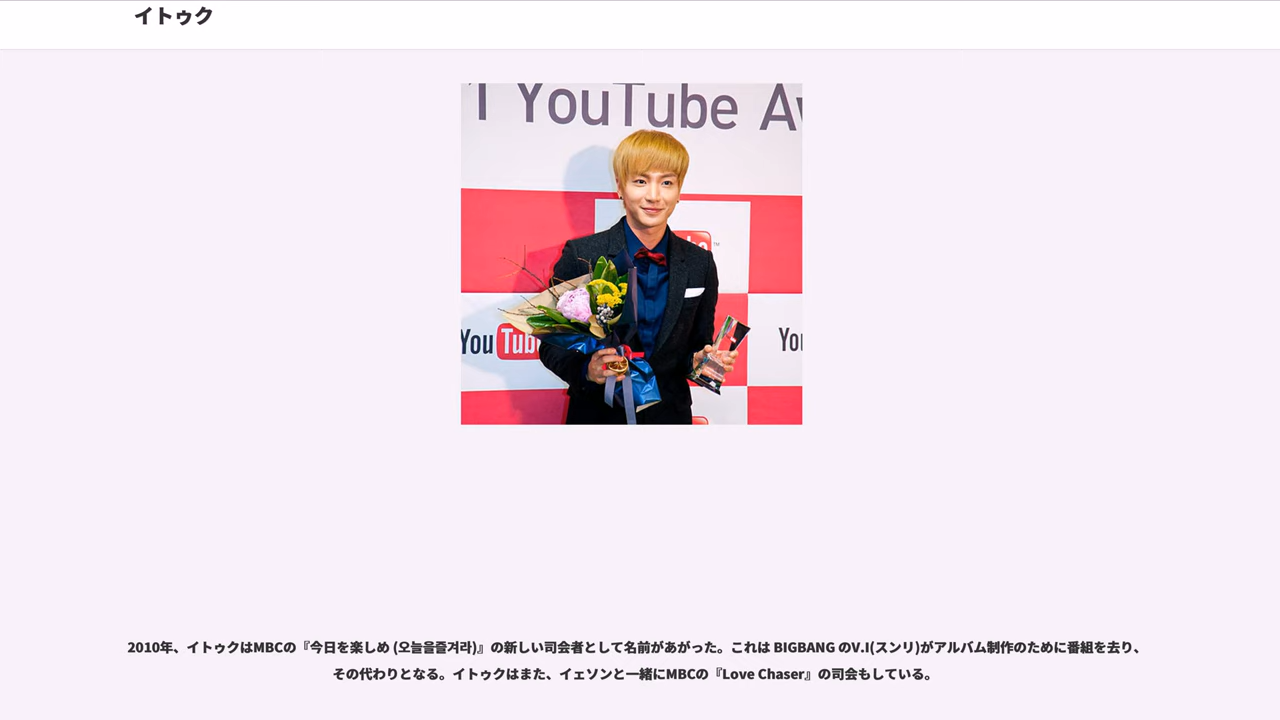 イトゥク
1 YouTube Aw
You Tube
You
2010年、イトゥクはMBCの『今日を楽しめ (오늘을즐겨라)』の新しい司会者として名前があがった。これは BIGBANG のV.I(スンリ)がアルバム制作のために番組を去り、
その代わりとなる。イトゥクはまた、イェソンと一緒にMBCの『Love Chaser』の司会もしている。